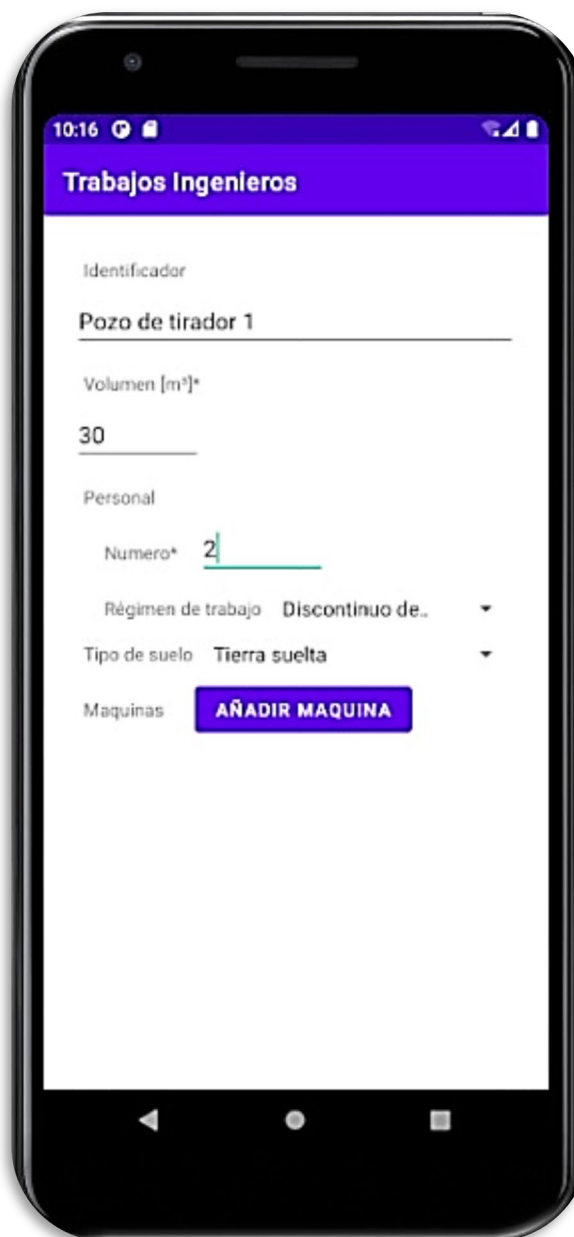 10:16
Trabajos Ingenieros
Identificador
Pozo de tirador 1
Volumen [m³]*
30
Personal
Numero* 2
Régimen de trabajo Discontinuo de..
Tipo de suelo Tierra suelta
Maquinas AÑADIR MAQUINA